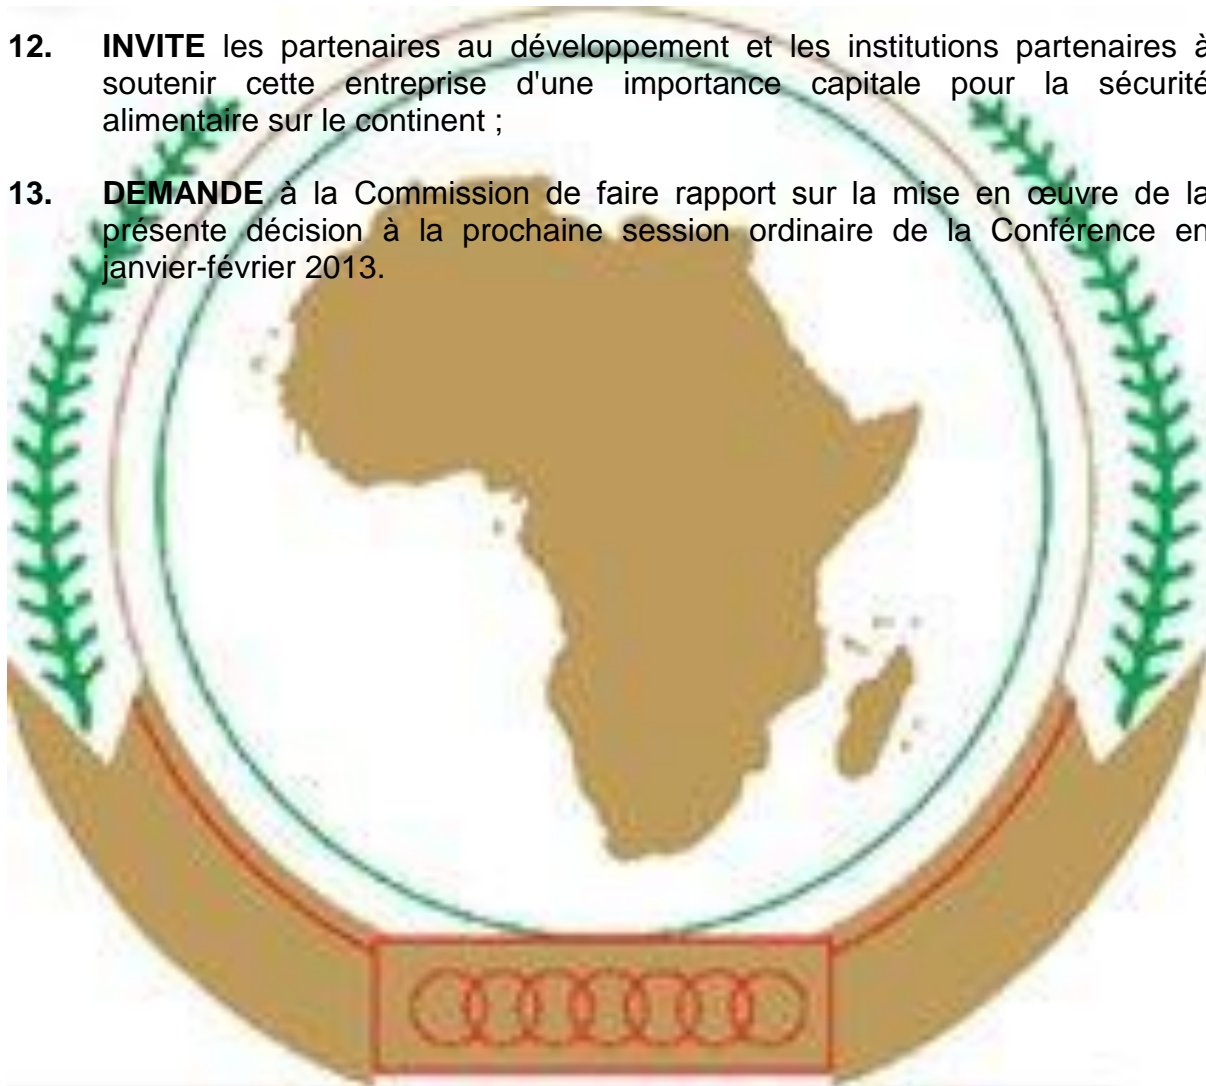 12. INVITE les partenaires au développement et les institutions partenaires à
soutenir cette entreprise d'une importance capitale pour la sécurité
alimentaire sur le continent ;
13. DEMANDE à la Commission de faire rapport sur la mise en œuvre de la
présente décision à la prochaine session ordinaire de la Conférence en
janvier-février 2013.